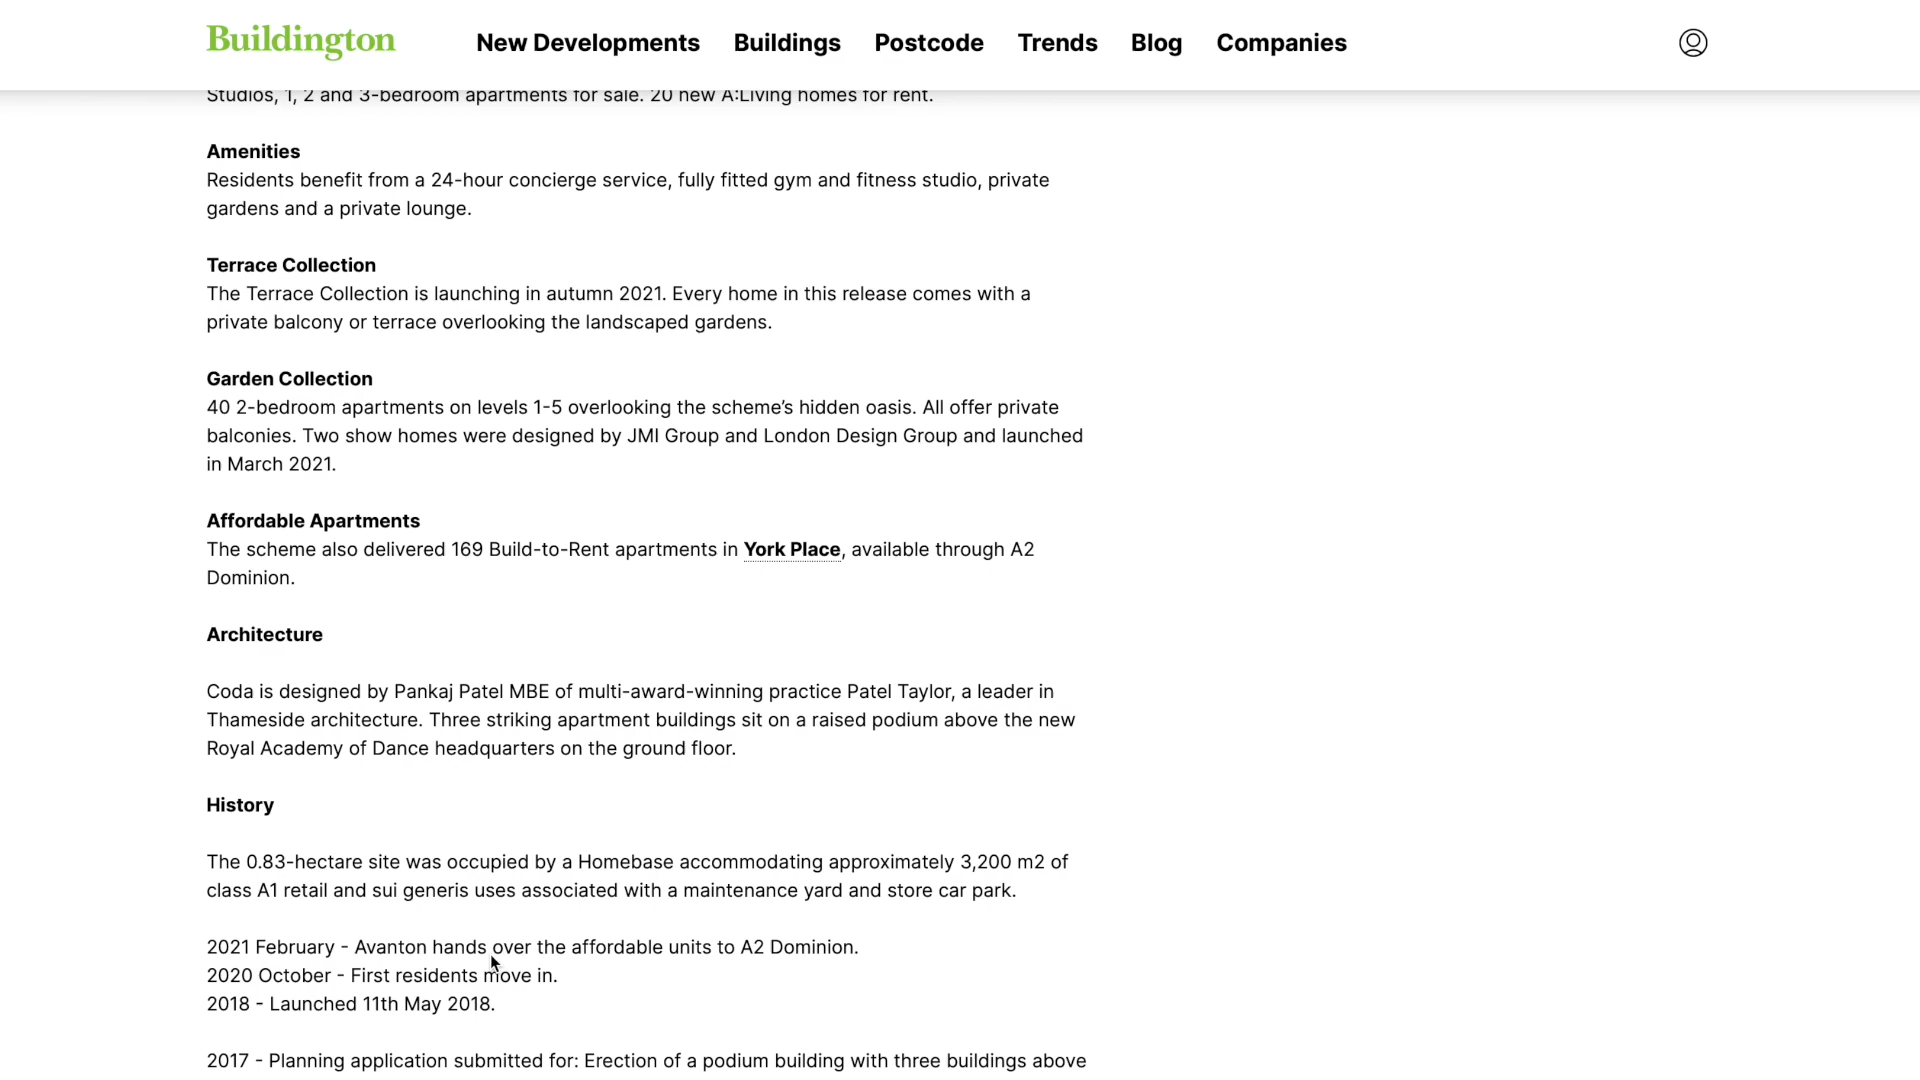 Buildington
New Developments Buildings Postcode Trends Blog Companies
Studios, 1, 2 and 3-bedroom apartments for sale. 20 new A:Living homes for rent.
Amenities
Residents benefit from a 24-hour concierge service, fully fitted gym and fitness studio, private
gardens and a private lounge.
Terrace Collection
The Terrace Collection is launching in autumn 2021. Every home in this release comes with a
private balcony or terrace overlooking the landscaped gardens.
Garden Collection
40 2-bedroom apartments on levels 1-5 overlooking the scheme’s hidden oasis. All offer private
balconies. Two show homes were designed by JMI Group and London Design Group and launched
in March 2021.
Affordable Apartments
The scheme also delivered 169 Build-to-Rent apartments in York Place, available through A2
Dominion.
Architecture
Coda is designed by Pankaj Patel MBE of multi-award-winning practice Patel Taylor, a leader in
Thameside architecture. Three striking apartment buildings sit on a raised podium above the new
Royal Academy of Dance headquarters on the ground floor.
History
The 0.83-hectare site was occupied by a Homebase accommodating approximately 3,200 m2 of
class A1 retail and sui generis uses associated with a maintenance yard and store car park.
2021 February - Avanton hands over the affordable units to A2 Dominion.
2020 October - First residents move in.
2018 - Launched 11th May 2018.
2017 - Planning application submitted for: Erection of a podium building with three buildings above